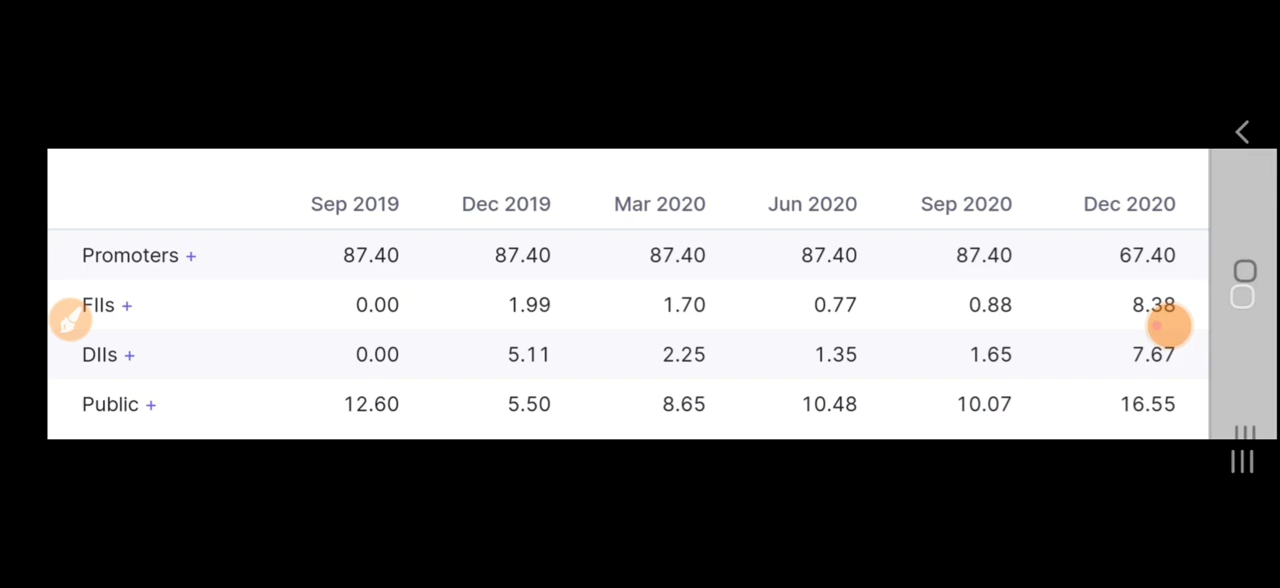 Sep 2019 Dec 2019 Mar 2020 Jun 2020 Sep 2020 Dec 2020
Promoters + 87.40 87.40 87.40 87.40 87.40 67.40
FIIs + 0.00 1.99 1.70 0.77 0.88 8.38
DIIs + 0.00 5.11 2.25 1.35 1.65 7.67
Public + 12.60 5.50 8.65 10.48 10.07 16.55